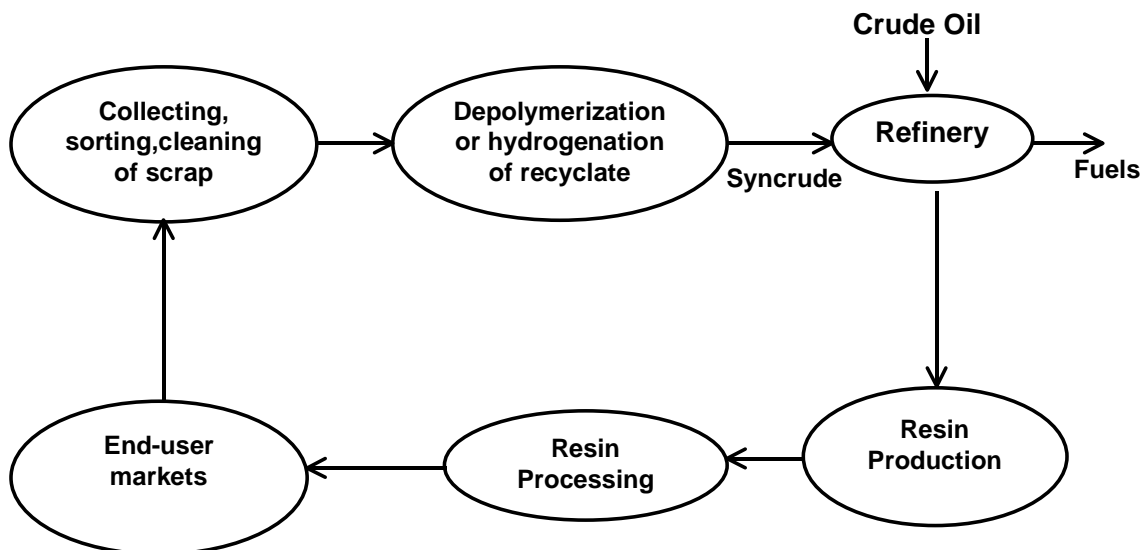 Crude Oil
Collecting,
sorting,cleaning
of scrap
Depolymerization
or hydrogenation
of recyclate
Syncrude
Refinery
Fuels
End-user
markets
Resin
Processing
Resin
Production